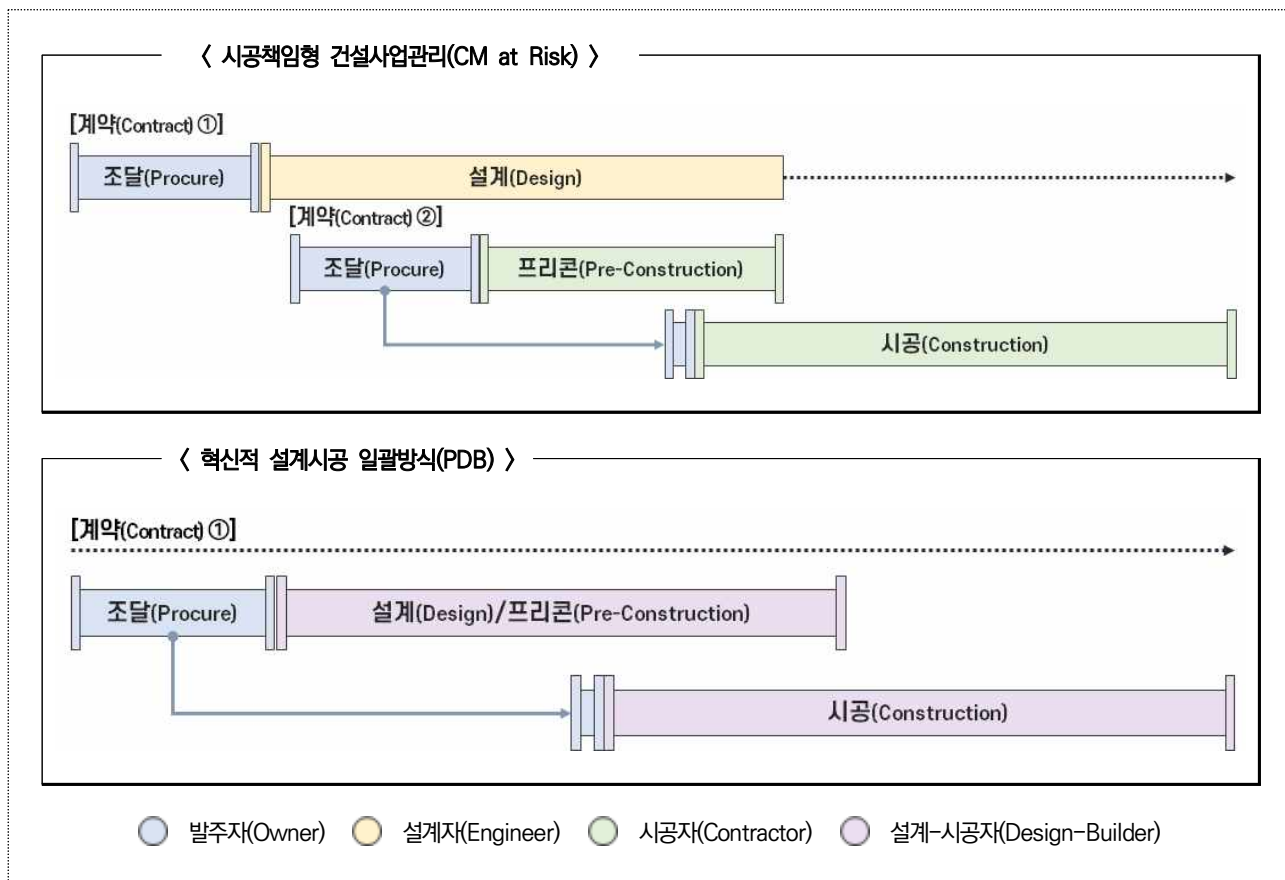 〈 시공책임형 건설사업관리(CM at Risk) 〉
[계약(Contract) ①]
조달(Procure)
설계(Design)
[계약(Contract) ②]
조달(Procure)
프리콘(Pre-Construction)
시공(Construction)
〈 혁신적 설계시공 일괄방식(PDB) 〉
[계약(Contract) ①]
조달(Procure)
설계(Design)/프리콘(Pre-Construction)
시공(Construction)
발주자(Owner)
설계자(Engineer)
시공자(Contractor)
설계-시공자(Design-Builder)